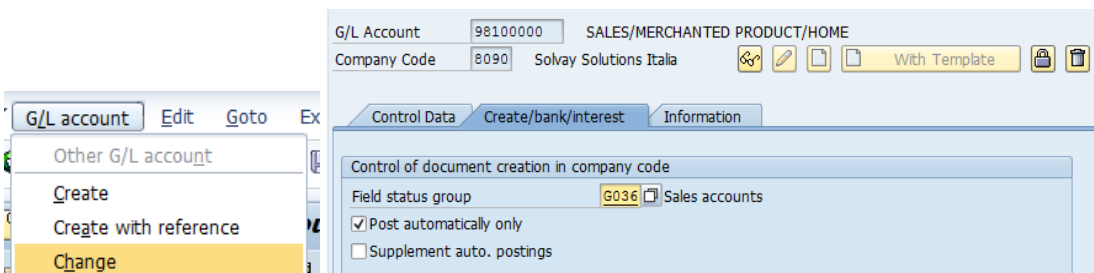 G/L account Edit Goto Ex
Other G/L account
Create
Create with reference
Change
G/L Account 98100000 SALES/MERCHANTED PRODUCT/HOME
Company Code 8090 Solvay Solutions Italia With Template
Control Data Create/bank/interest Information
Control of document creation in company code
Field status group G036 Sales accounts
Post automatically only
Supplement auto. postings